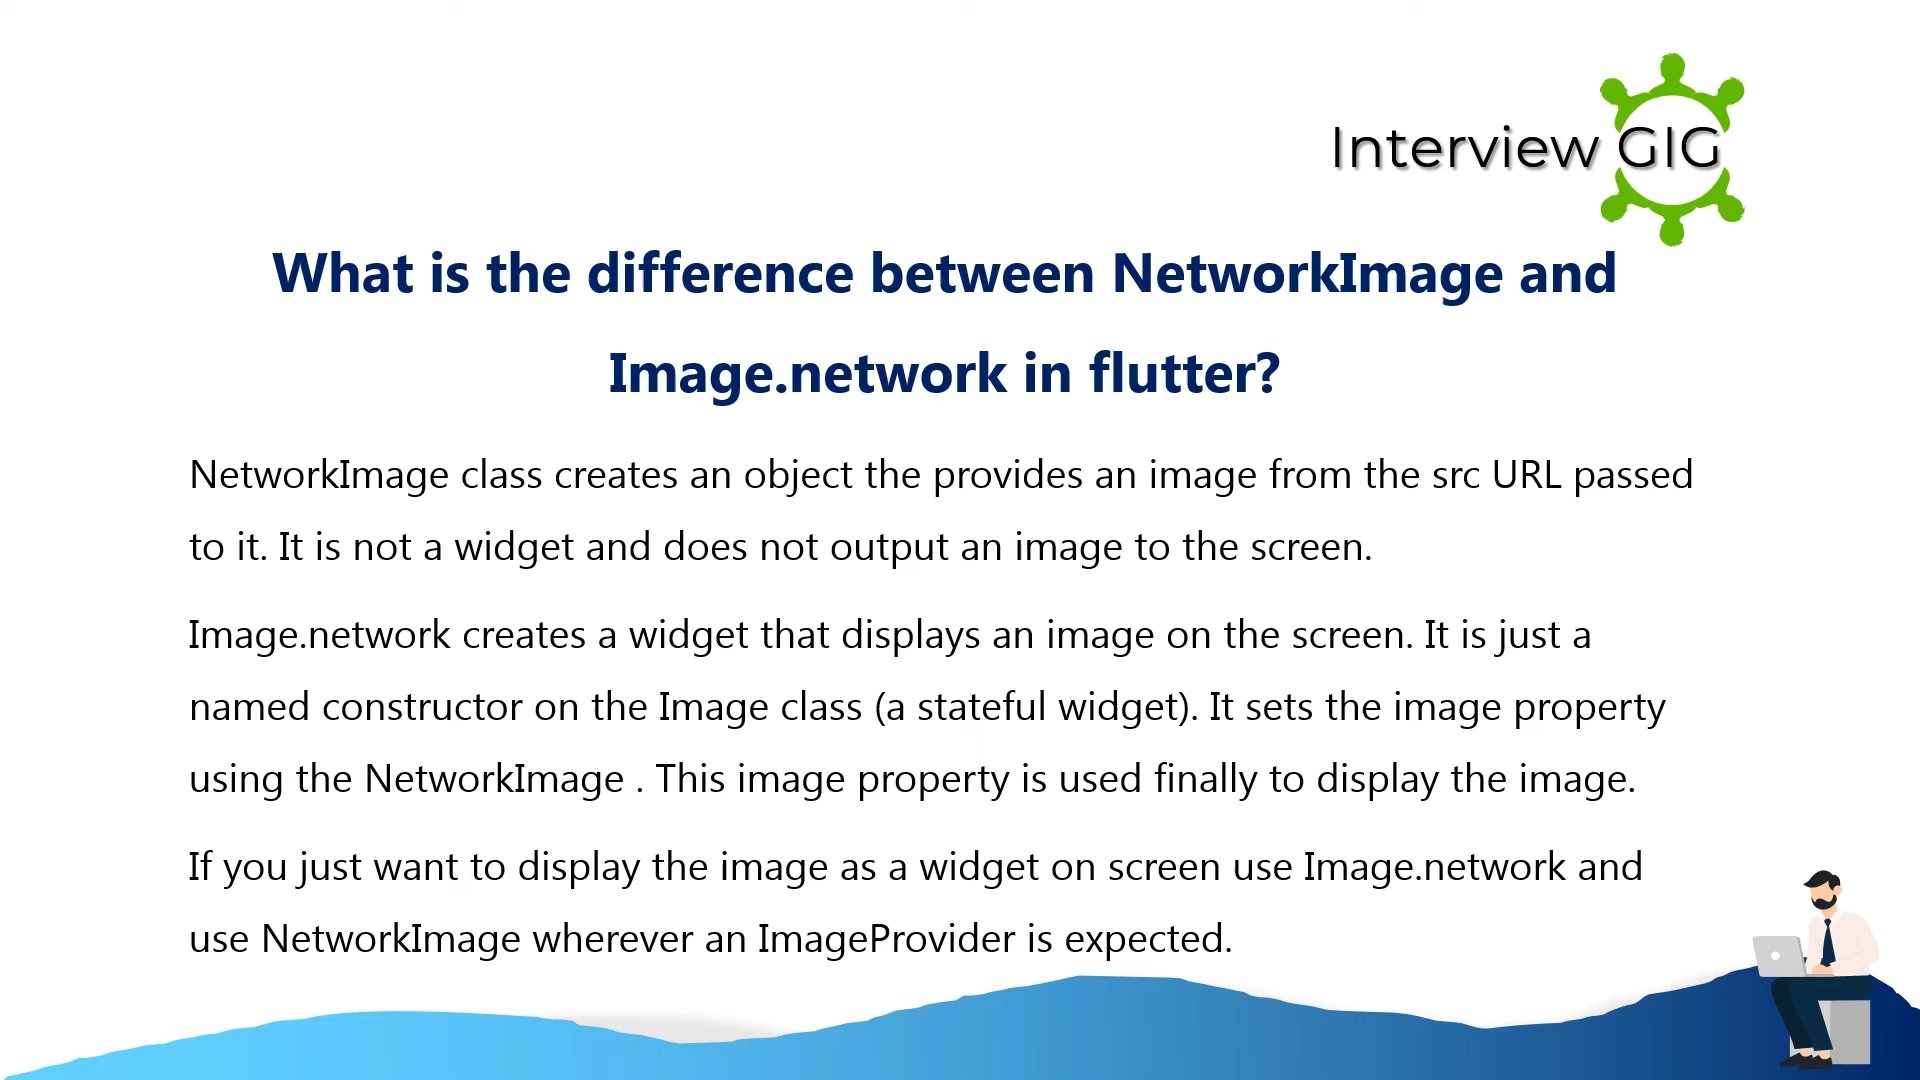 Interview GIG
What is the difference between NetworkImage and
Image.network in flutter?
NetworkImage class creates an object the provides an image from the src URL passed
to it. It is not a widget and does not output an image to the screen.
Image.network creates a widget that displays an image on the screen. It is just a
named constructor on the Image class (a stateful widget). It sets the image property
using the NetworkImage . This image property is used finally to display the image.
If you just want to display the image as a widget on screen use Image.network and
use NetworkImage wherever an ImageProvider is expected.